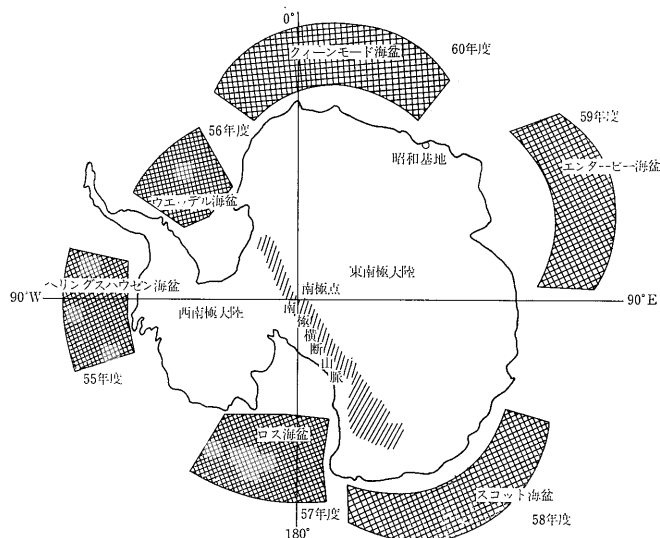 0°
クィーンモード海盆
60年度
59年度
エンタービー海盆
56年度
ウェッデル海盆
昭和基地
東南極大陸
南極点
90°W
90°E
ベリングスハウゼン海盆
西南極大陸
南極横断山脈
55年度
ロス海盆
57年度
180°
スコット海盆
58年度